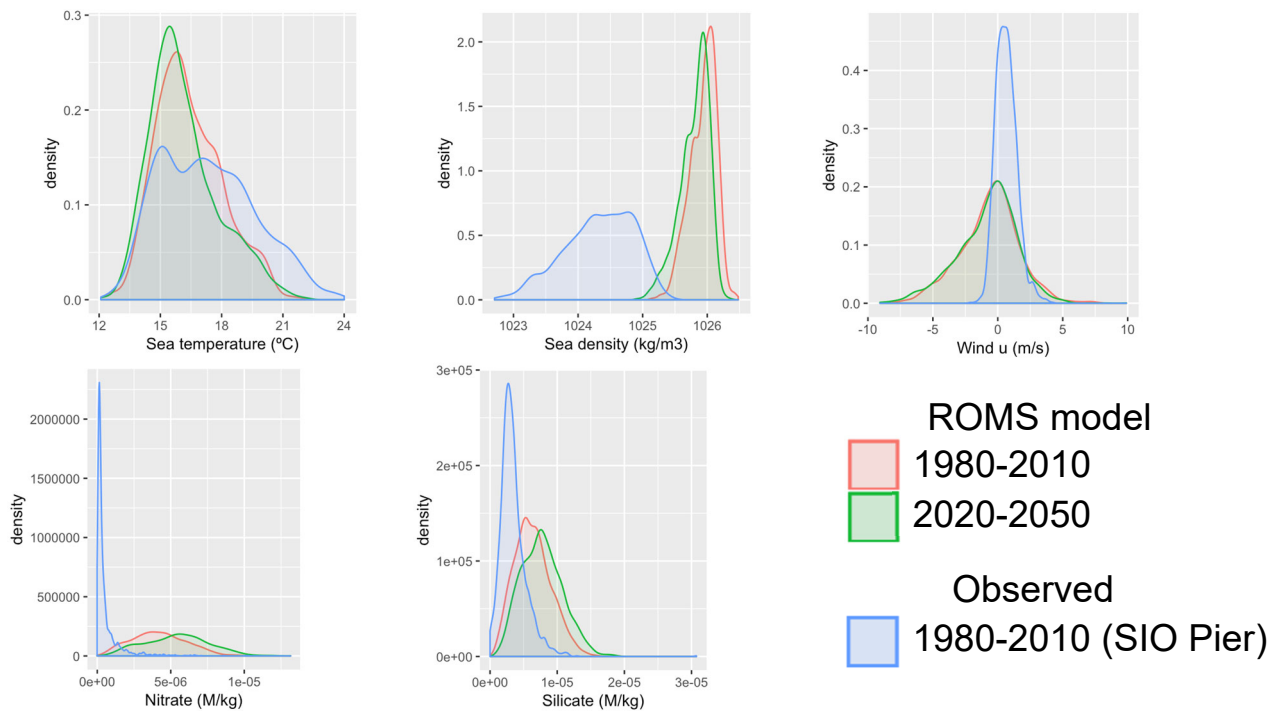 0.3
0.2
0.1
0.0
density
12 15 18 21 24
Sea temperature (ºC)
2.0
1.5
1.0
0.5
0.0
density
1023 1024 1025 1026
Sea density (kg/m3)
0.4
0.3
0.2
0.1
0.0
density
-10 -5 0 5 10
Wind u (m/s)
2000000
1500000
1000000
500000
0
density
0e+00 5e-06 1e-05
Nitrate (M/kg)
3e+05
2e+05
1e+05
0e+00
density
0e+00 1e-05 2e-05 3e-05
Silicate (M/kg)
ROMS model
1980-2010
2020-2050
Observed
1980-2010 (SIO Pier)